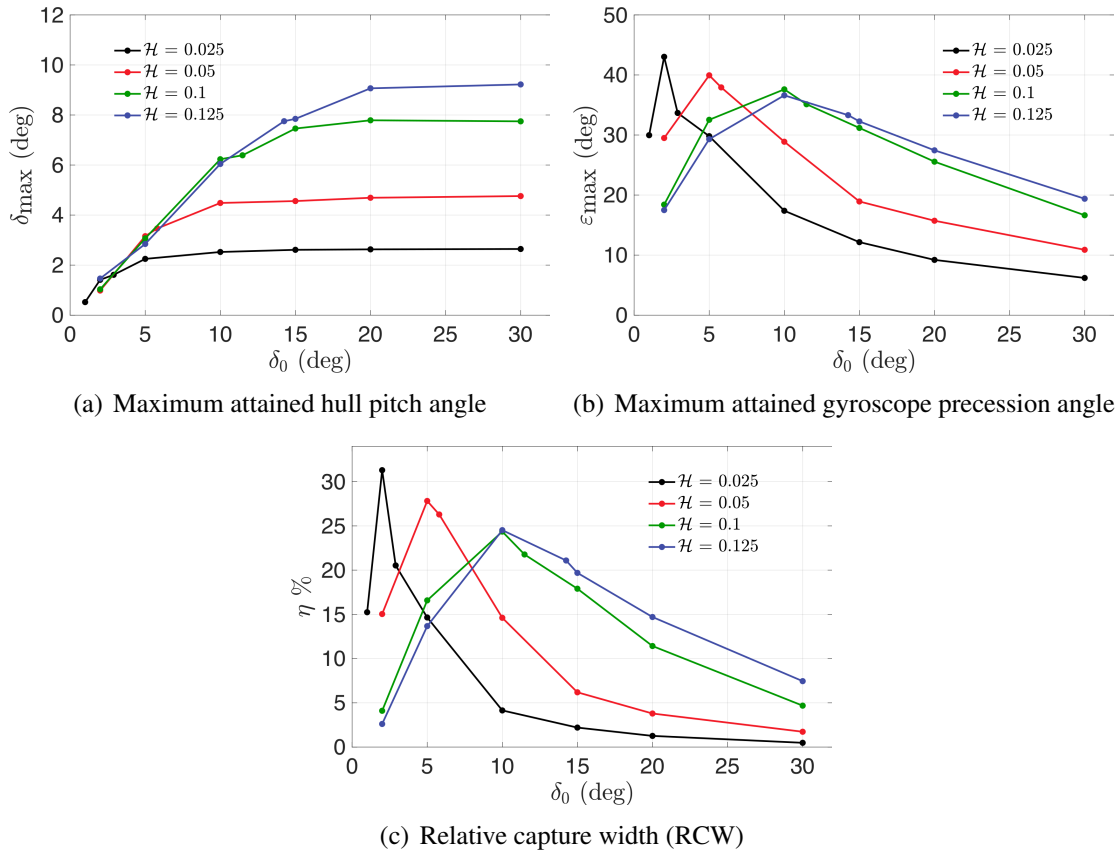 12
10
8
6
4
2
0
δmax (deg)
ℋ = 0.025
ℋ = 0.05
ℋ = 0.1
ℋ = 0.125
0 5 10 15 20 25 30
δ₀ (deg)
(a) Maximum attained hull pitch angle
50
40
30
20
10
0
εmax (deg)
ℋ = 0.025
ℋ = 0.05
ℋ = 0.1
ℋ = 0.125
0 5 10 15 20 25 30
δ₀ (deg)
(b) Maximum attained gyroscope precession angle
30
25
20
15
10
5
0
η %
ℋ = 0.025
ℋ = 0.05
ℋ = 0.1
ℋ = 0.125
0 5 10 15 20 25 30
δ₀ (deg)
(c) Relative capture width (RCW)